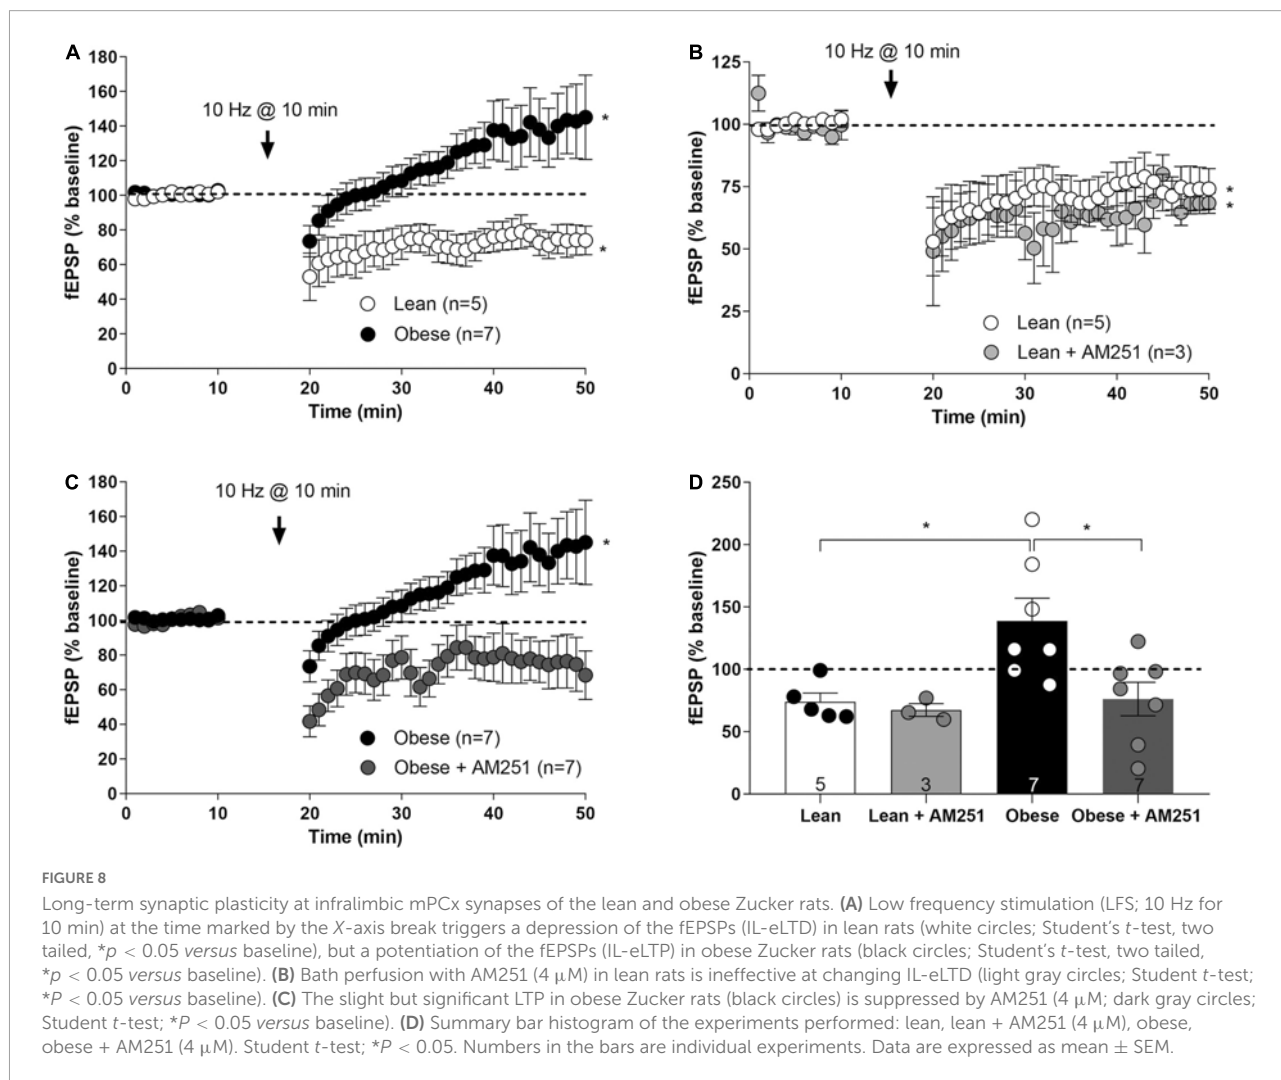 A
180
160
140
120
100
80
60
40
20
0
fEPSP (% baseline)
10 Hz @ 10 min
*
*
Lean (n=5)
Obese (n=7)
0 10 20 30 40 50
Time (min)
B
125
100
75
50
25
0
fEPSP (% baseline)
10 Hz @ 10 min
*
*
Lean (n=5)
Lean + AM251 (n=3)
0 10 20 30 40 50
Time (min)
C
180
160
140
120
100
80
60
40
20
0
fEPSP (% baseline)
10 Hz @ 10 min
*
Obese (n=7)
Obese + AM251 (n=7)
0 10 20 30 40 50
Time (min)
D
250
200
150
100
50
0
fEPSP (% baseline)
* *
5 3 7 7
Lean Lean + AM251 Obese Obese + AM251
FIGURE 8
Long-term synaptic plasticity at infralimbic mPCx synapses of the lean and obese Zucker rats. (A) Low frequency stimulation (LFS; 10 Hz for
10 min) at the time marked by the X-axis break triggers a depression of the fEPSPs (IL-eLTD) in lean rats (white circles; Student's t-test, two
tailed, *p < 0.05 versus baseline), but a potentiation of the fEPSPs (IL-eLTP) in obese Zucker rats (black circles; Student's t-test, two tailed,
*p < 0.05 versus baseline). (B) Bath perfusion with AM251 (4 μM) in lean rats is ineffective at changing IL-eLTD (light gray circles; Student t-test;
*P < 0.05 versus baseline). (C) The slight but significant LTP in obese Zucker rats (black circles) is suppressed by AM251 (4 μM; dark gray circles;
Student t-test; *P < 0.05 versus baseline). (D) Summary bar histogram of the experiments performed: lean, lean + AM251 (4 μM), obese,
obese + AM251 (4 μM). Student t-test; *P < 0.05. Numbers in the bars are individual experiments. Data are expressed as mean ± SEM.